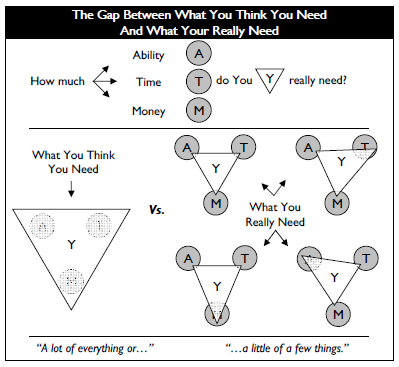 The Gap Between What You Think You Need
And What Your Really Need
Ability A
How much Time T do You Y really need?
Money M
What You Think
You Need
A T
Y
M
Vs.
A T
Y
M
A T
Y
M
What You
Really Need
A T
Y
M
A T
Y
M
"A lot of everything or…" "…a little of a few things."